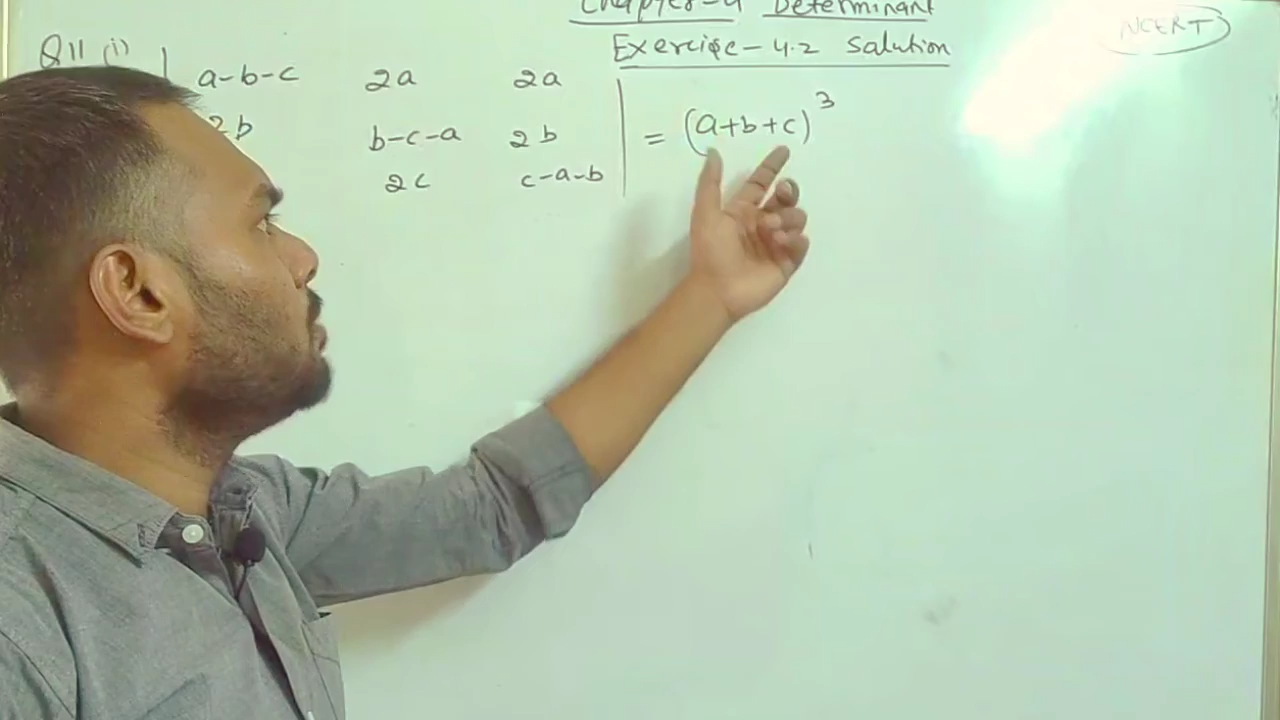 Chapter-4 Determinant
Exercise-4.2 Solution
NCERT
Q11 (i)
a-b-c 2a 2a
2b b-c-a 2b = (a+b+c)³
2c c-a-b